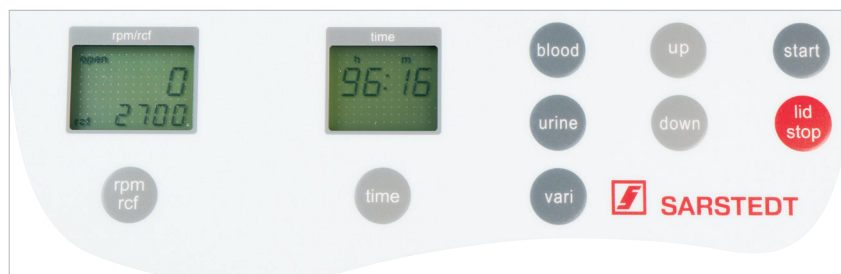 rpm/rcf
open
0
rcf 2700
time
h m
96:16
rpm
rcf
time
blood
urine
vari
up
down
start
lid
stop
SARSTEDT